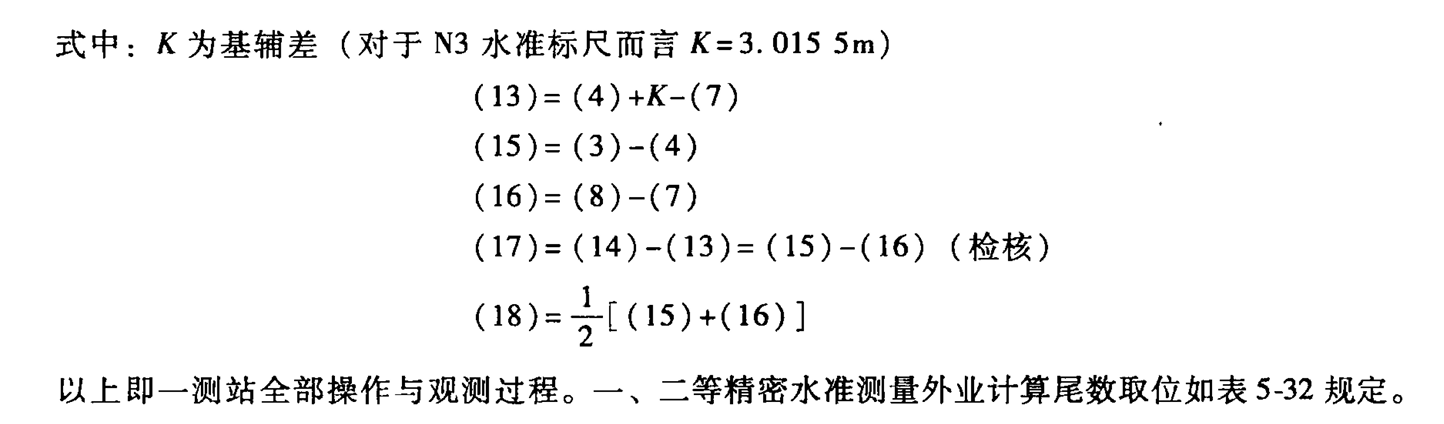 式中：K 为基辅差（对于 N3 水准标尺而言 K=3. 015 5m）
(13)=(4)+K-(7)
(15)=(3)-(4)
(16)=(8)-(7)
(17)=(14)-(13)=(15)-(16)（检核）
(18)=\frac{1}{2}[(15)+(16)]
以上即一测站全部操作与观测过程。一、二等精密水准测量外业计算尾数取位如表 5-32 规定。